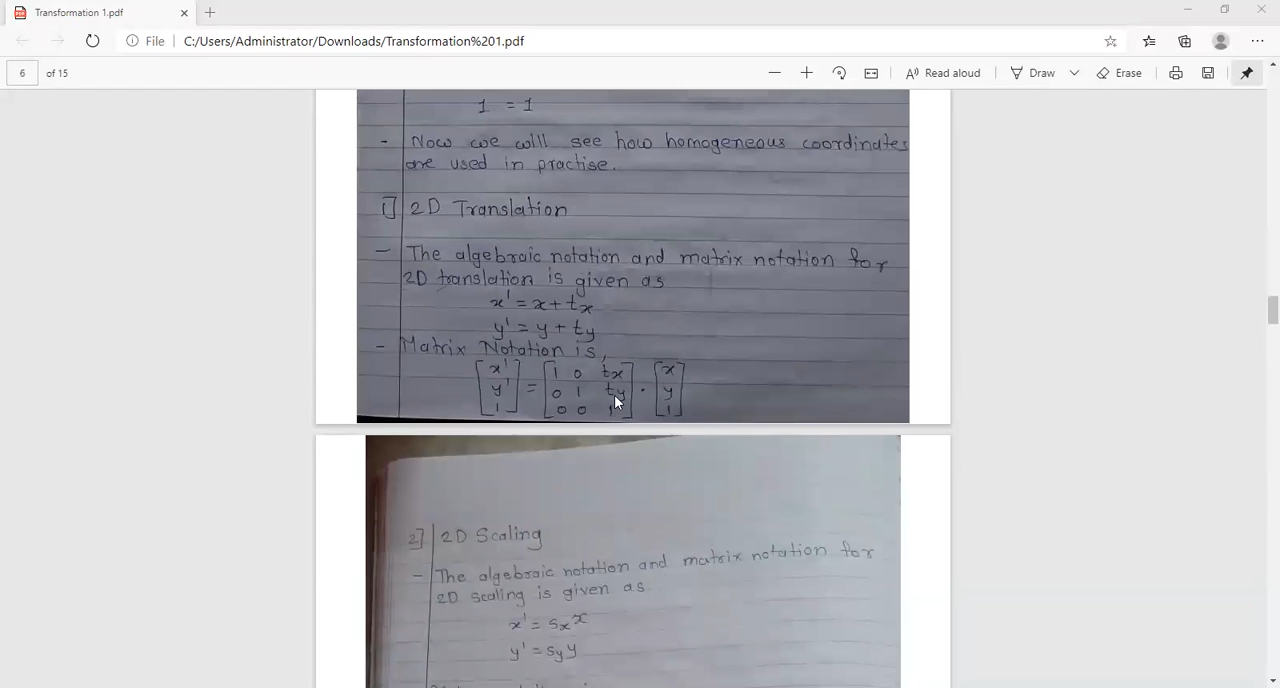 Transformation 1.pdf
File C:/Users/Administrator/Downloads/Transformation%201.pdf
6 of 15 Read aloud Draw Erase
1 = 1
- Now we will see how homogeneous coordinates
are used in practise.
1] 2D Translation
- The algebraic notation and matrix notation for
2D translation is given as
x' = x + tx
y' = y + ty
- Matrix Notation is,
[x'] = [1 0 tx] . [x]
[y'] [0 1 ty] [y]
[1] [0 0 1] [1]
2] 2D Scaling
- The algebraic notation and matrix notation for
2D scaling is given as
x' = sx x
y' = sy y